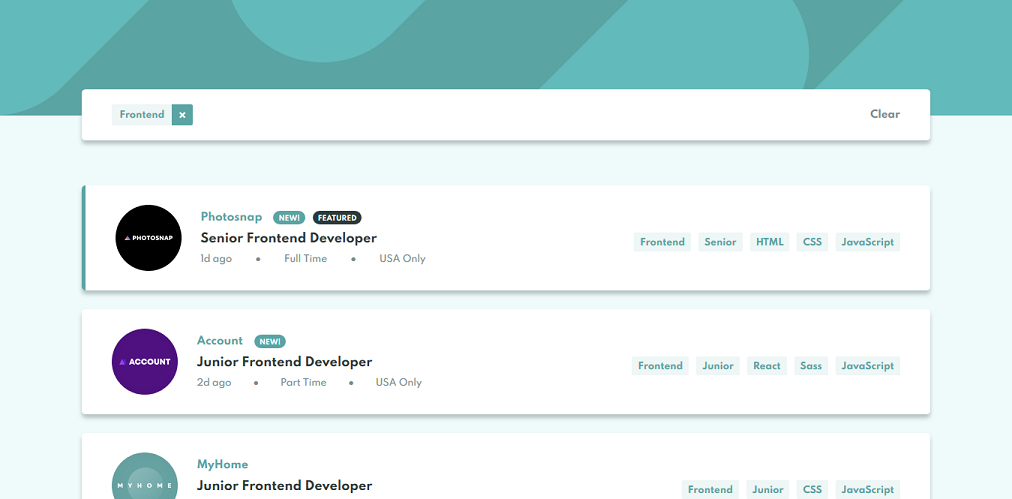 Frontend × Clear
Photosnap NEW! FEATURED
PHOTOSNAP
Senior Frontend Developer
Frontend Senior HTML CSS JavaScript
1d ago • Full Time • USA Only
Account NEW!
ACCOUNT
Junior Frontend Developer
Frontend Junior React Sass JavaScript
2d ago • Part Time • USA Only
MyHome
MYHOME
Junior Frontend Developer
Frontend Junior CSS JavaScript